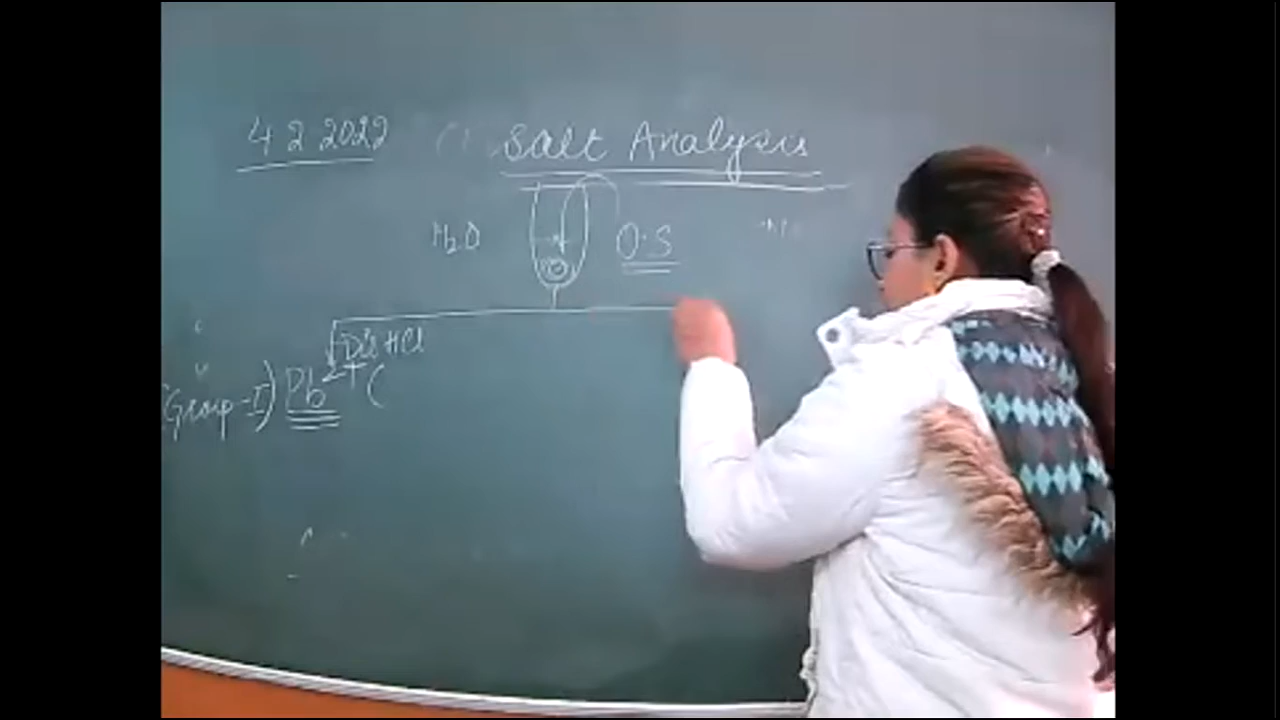 4 2 2022 Salt Analysis
H₂O O.S
Dil HCl
(Group-I) Pb²⁺ (